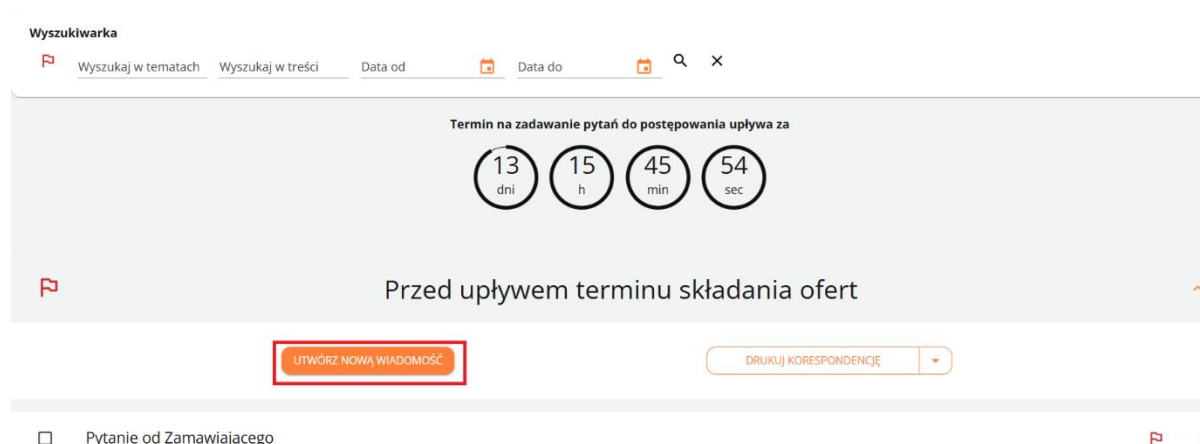 Wyszukiwarka
Wyszukaj w tematach Wyszukaj w treści Data od Data do
Termin na zadawanie pytań do postępowania upływa za
13 15 45 54
dni h min sec
Przed upływem terminu składania ofert
UTWÓRZ NOWĄ WIADOMOŚĆ DRUKUJ KORESPONDENCJĘ
Pytanie od Zamawiającego